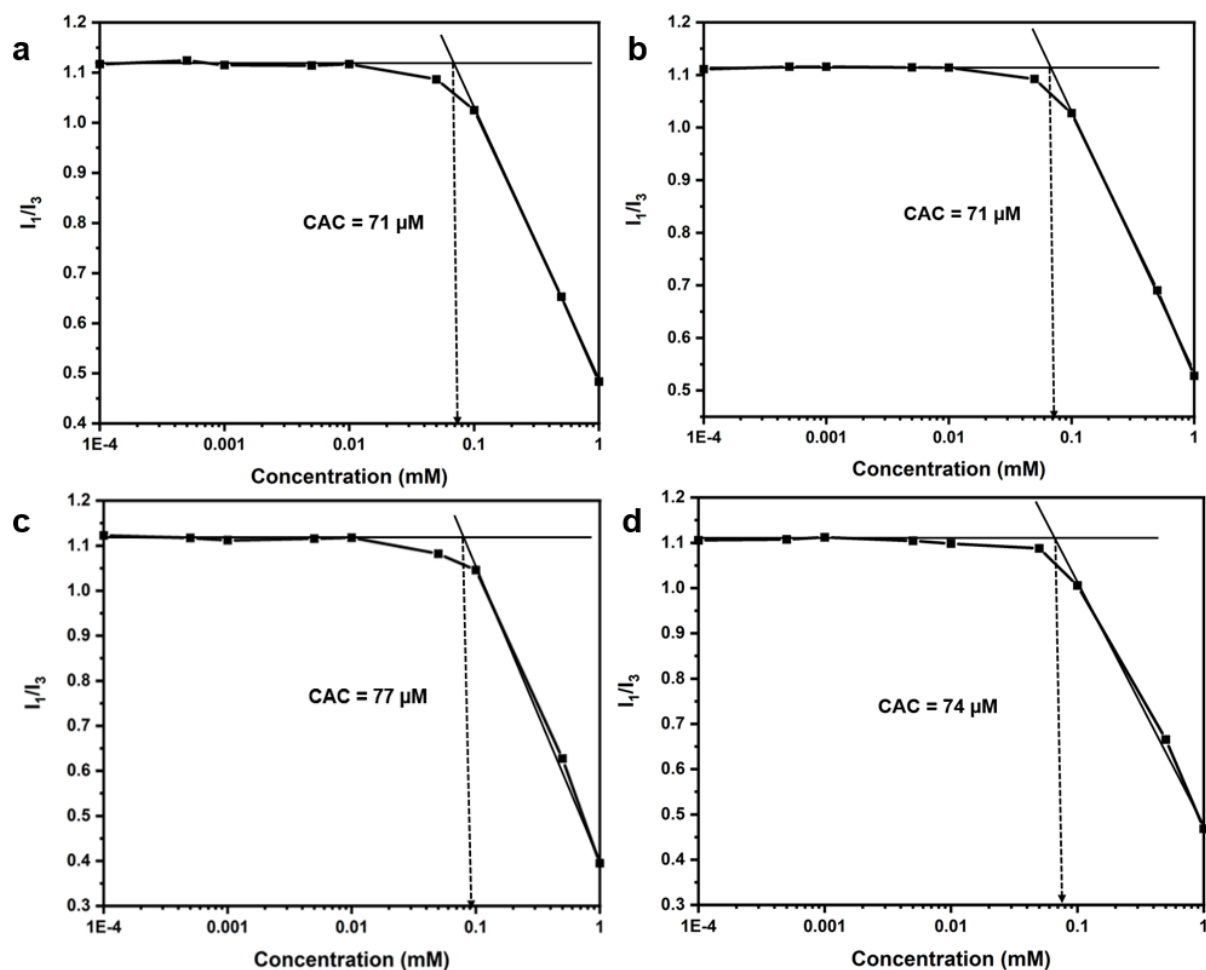 a
1.2
1.1
1.0
0.9
0.8
0.7
0.6
0.5
0.4
I₁/I₃
CAC = 71 µM
1E-4
0.001
0.01
0.1
1
Concentration (mM)
b
1.2
1.1
1.0
0.9
0.8
0.7
0.6
0.5
I₁/I₃
CAC = 71 µM
1E-4
0.001
0.01
0.1
1
Concentration (mM)
c
1.2
1.1
1.0
0.9
0.8
0.7
0.6
0.5
0.4
0.3
I₁/I₃
CAC = 77 µM
1E-4
0.001
0.01
0.1
1
Concentration (mM)
d
1.2
1.1
1.0
0.9
0.8
0.7
0.6
0.5
0.4
0.3
I₁/I₃
CAC = 74 µM
1E-4
0.001
0.01
0.1
1
Concentration (mM)